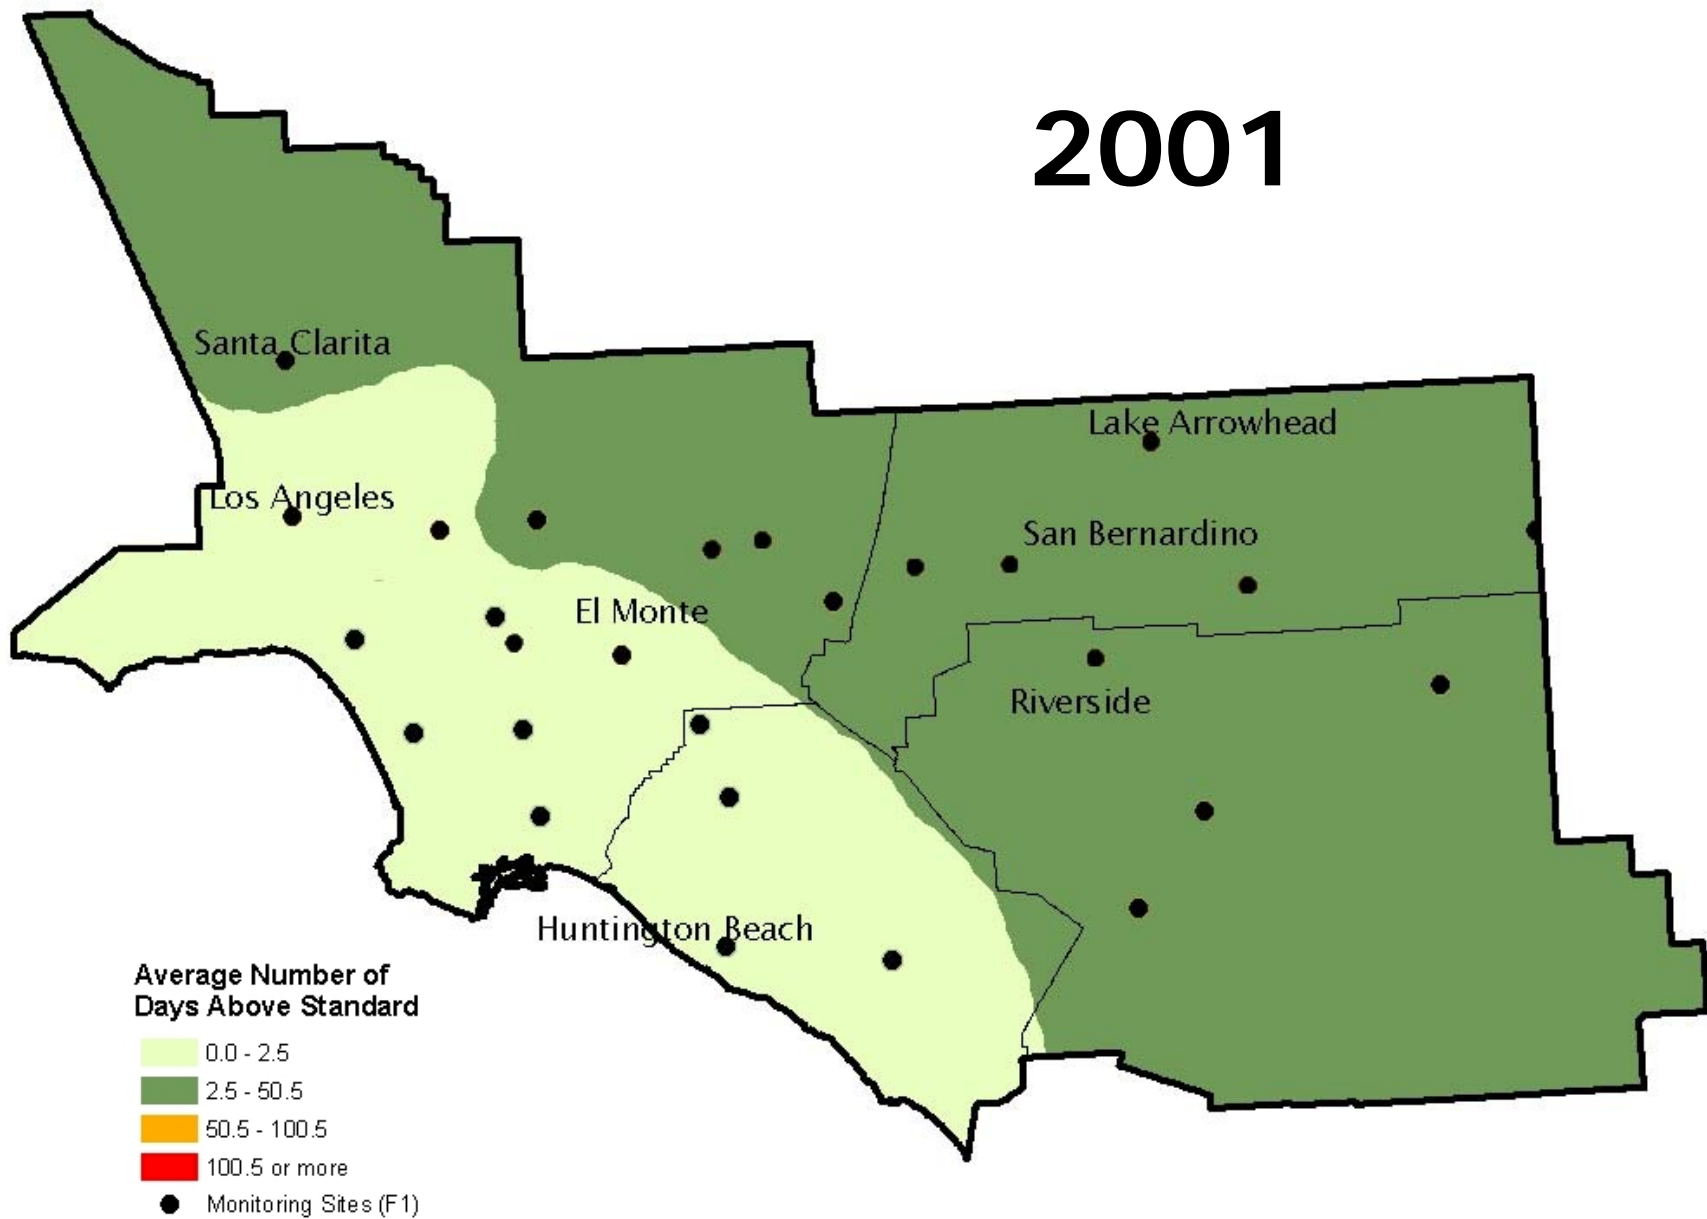 2001
Santa Clarita
Lake Arrowhead
Los Angeles
San Bernardino
El Monte
Riverside
Huntington Beach
Average Number of
Days Above Standard
0.0 - 2.5
2.5 - 50.5
50.5 - 100.5
100.5 or more
Monitoring Sites (F1)